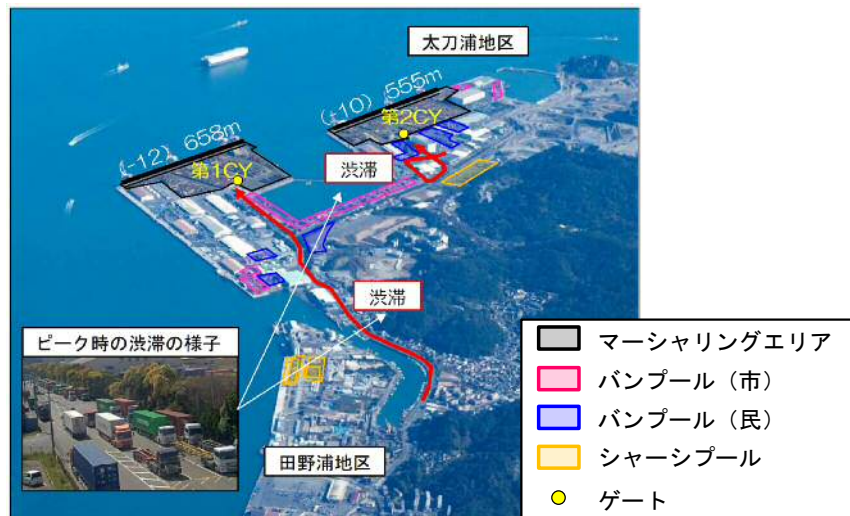 太刀浦地区
(-10) 555m
第2CY
(-12) 658m
第1CY
渋滞
渋滞
ピーク時の渋滞の様子
田野浦地区
マーシャリングエリア
バンプール（市）
バンプール（民）
シャーシプール
ゲート